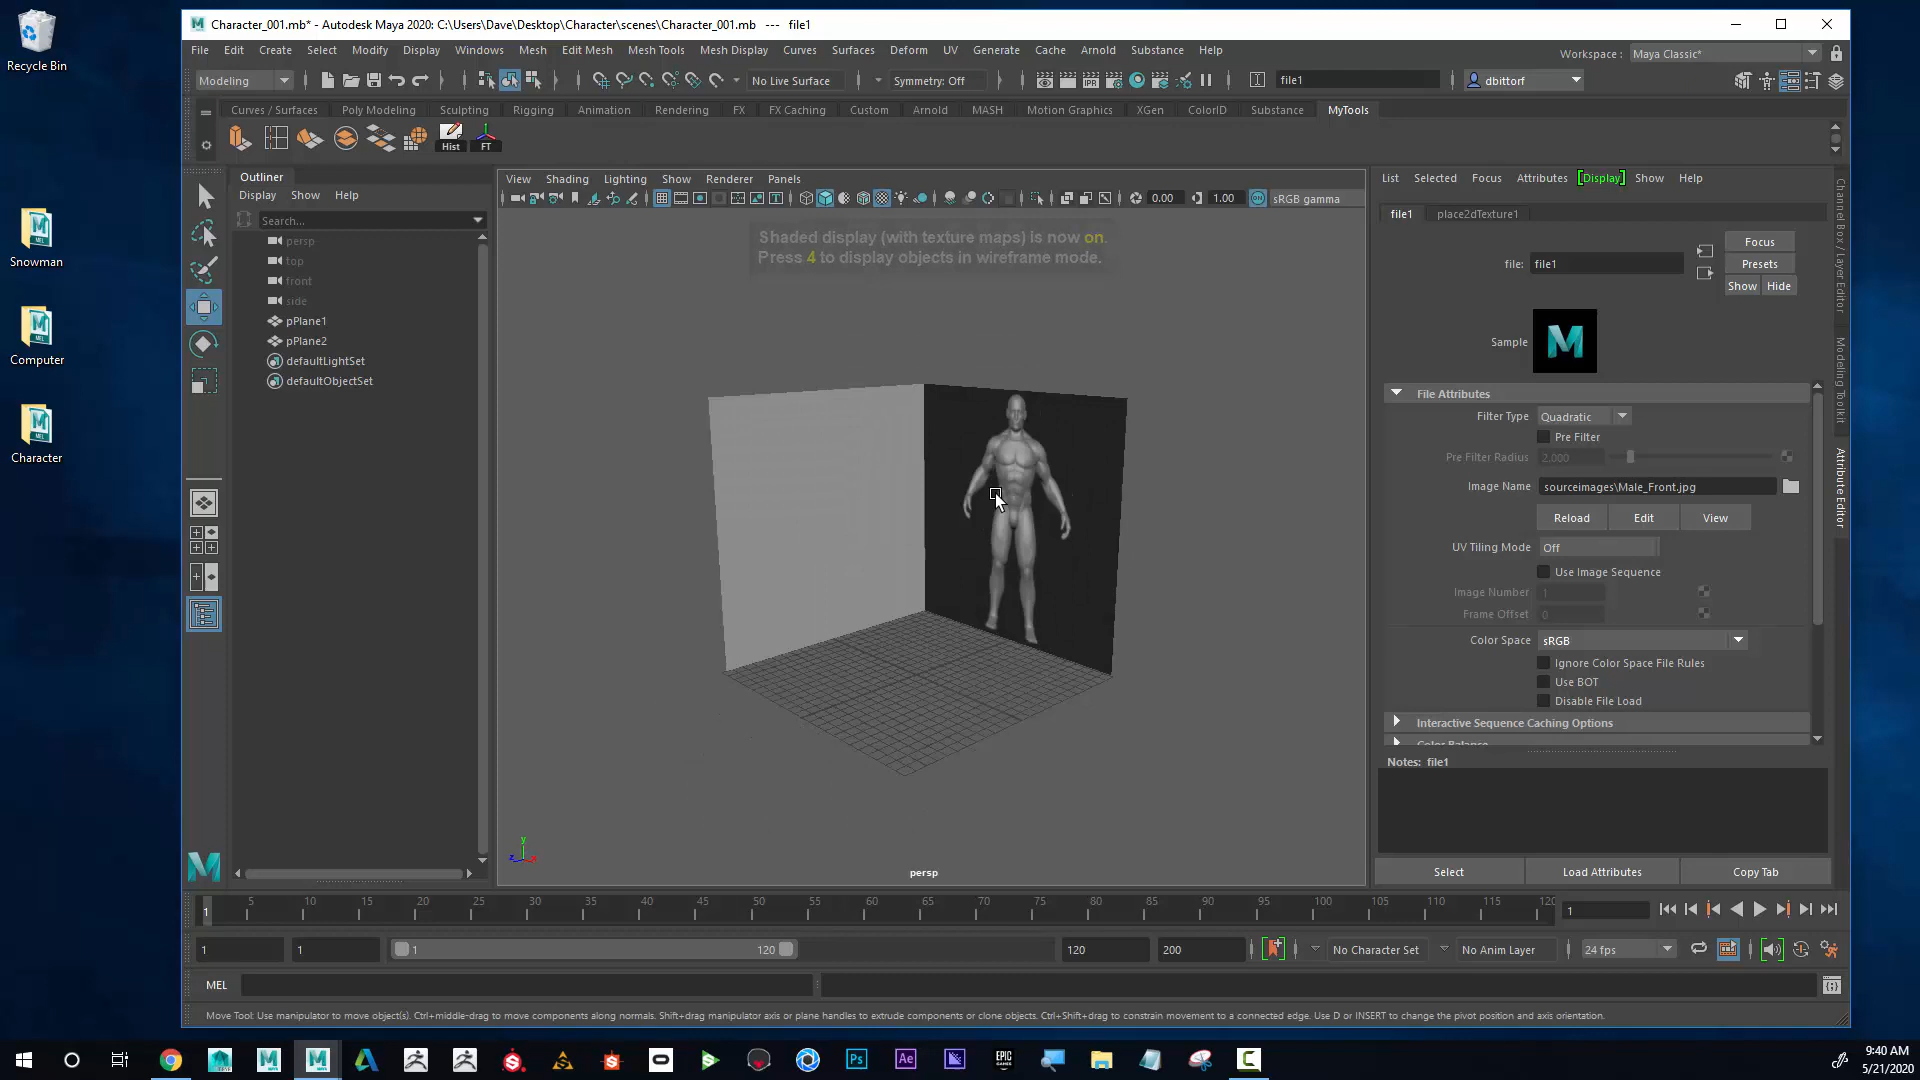 Recycle Bin
Snowman
Computer
Character
Character_001.mb* - Autodesk Maya 2020: C:\Users\Dave\Desktop\Character\scenes\Character_001.mb   ---   file1
File Edit Create Select Modify Display Windows Mesh Edit Mesh Mesh Tools Mesh Display Curves Surfaces Deform UV Generate Cache Arnold Substance Help
Workspace : Maya Classic*
Modeling No Live Surface Symmetry: Off IPR file1 dbittorf
Curves / Surfaces Poly Modeling Sculpting Rigging Animation Rendering FX FX Caching Custom Arnold MASH Motion Graphics XGen ColorID Substance MyTools
Hist FT
Outliner
Display Show Help
Search...
persp
top
front
side
pPlane1
pPlane2
defaultLightSet
defaultObjectSet
View Shading Lighting Show Renderer Panels
0.00 1.00 sRGB gamma
Shaded display (with texture maps) is now on.
Press 4 to display objects in wireframe mode.
y
z x
persp
List Selected Focus Attributes [Display] Show Help
file1 place2dTexture1
file: file1
Focus
Presets
Show Hide
Sample
File Attributes
Filter Type Quadratic
Pre Filter
Pre Filter Radius 2.000
Image Name sourceimages\Male_Front.jpg
Reload Edit View
UV Tiling Mode Off
Use Image Sequence
Image Number 1
Frame Offset 0
Color Space sRGB
Ignore Color Space File Rules
Use BOT
Disable File Load
Interactive Sequence Caching Options
Color Balance
Notes: file1
Select Load Attributes Copy Tab
Channel Box / Layer Editor
Modeling Toolkit
Attribute Editor
1 5 10 15 20 25 30 35 40 45 50 55 60 65 70 75 80 85 90 95 100 105 110 115 120 1
1 1 1 120 120 200 No Character Set No Anim Layer 24 fps
MEL
Move Tool: Use manipulator to move object(s). Ctrl+middle-drag to move components along normals. Shift+drag manipulator axis or plane handles to extrude components or clone objects. Ctrl+Shift+drag to constrain movement to a connected edge. Use D or INSERT to change the pivot position and axis orientation.
Ps Ae EPIC GAMES
9:40 AM
5/21/2020